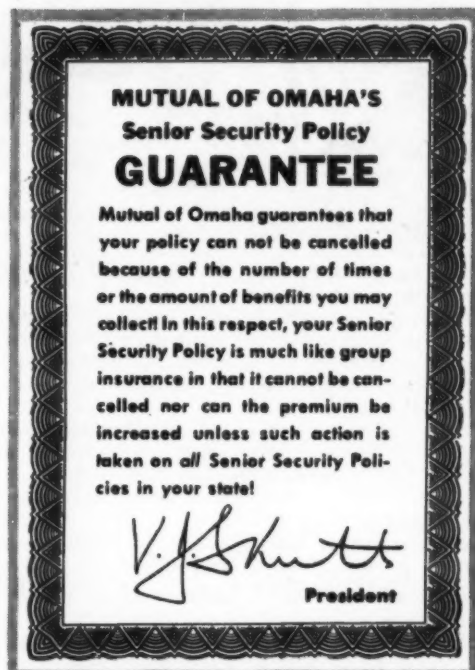 MUTUAL OF OMAHA'S
Senior Security Policy
GUARANTEE
Mutual of Omaha guarantees that
your policy can not be cancelled
because of the number of times
or the amount of benefits you may
collect! In this respect, your Senior
Security Policy is much like group
insurance in that it cannot be can-
celled nor can the premium be
increased unless such action is
taken on all Senior Security Poli-
cies in your state!
V. J. Skutt
President